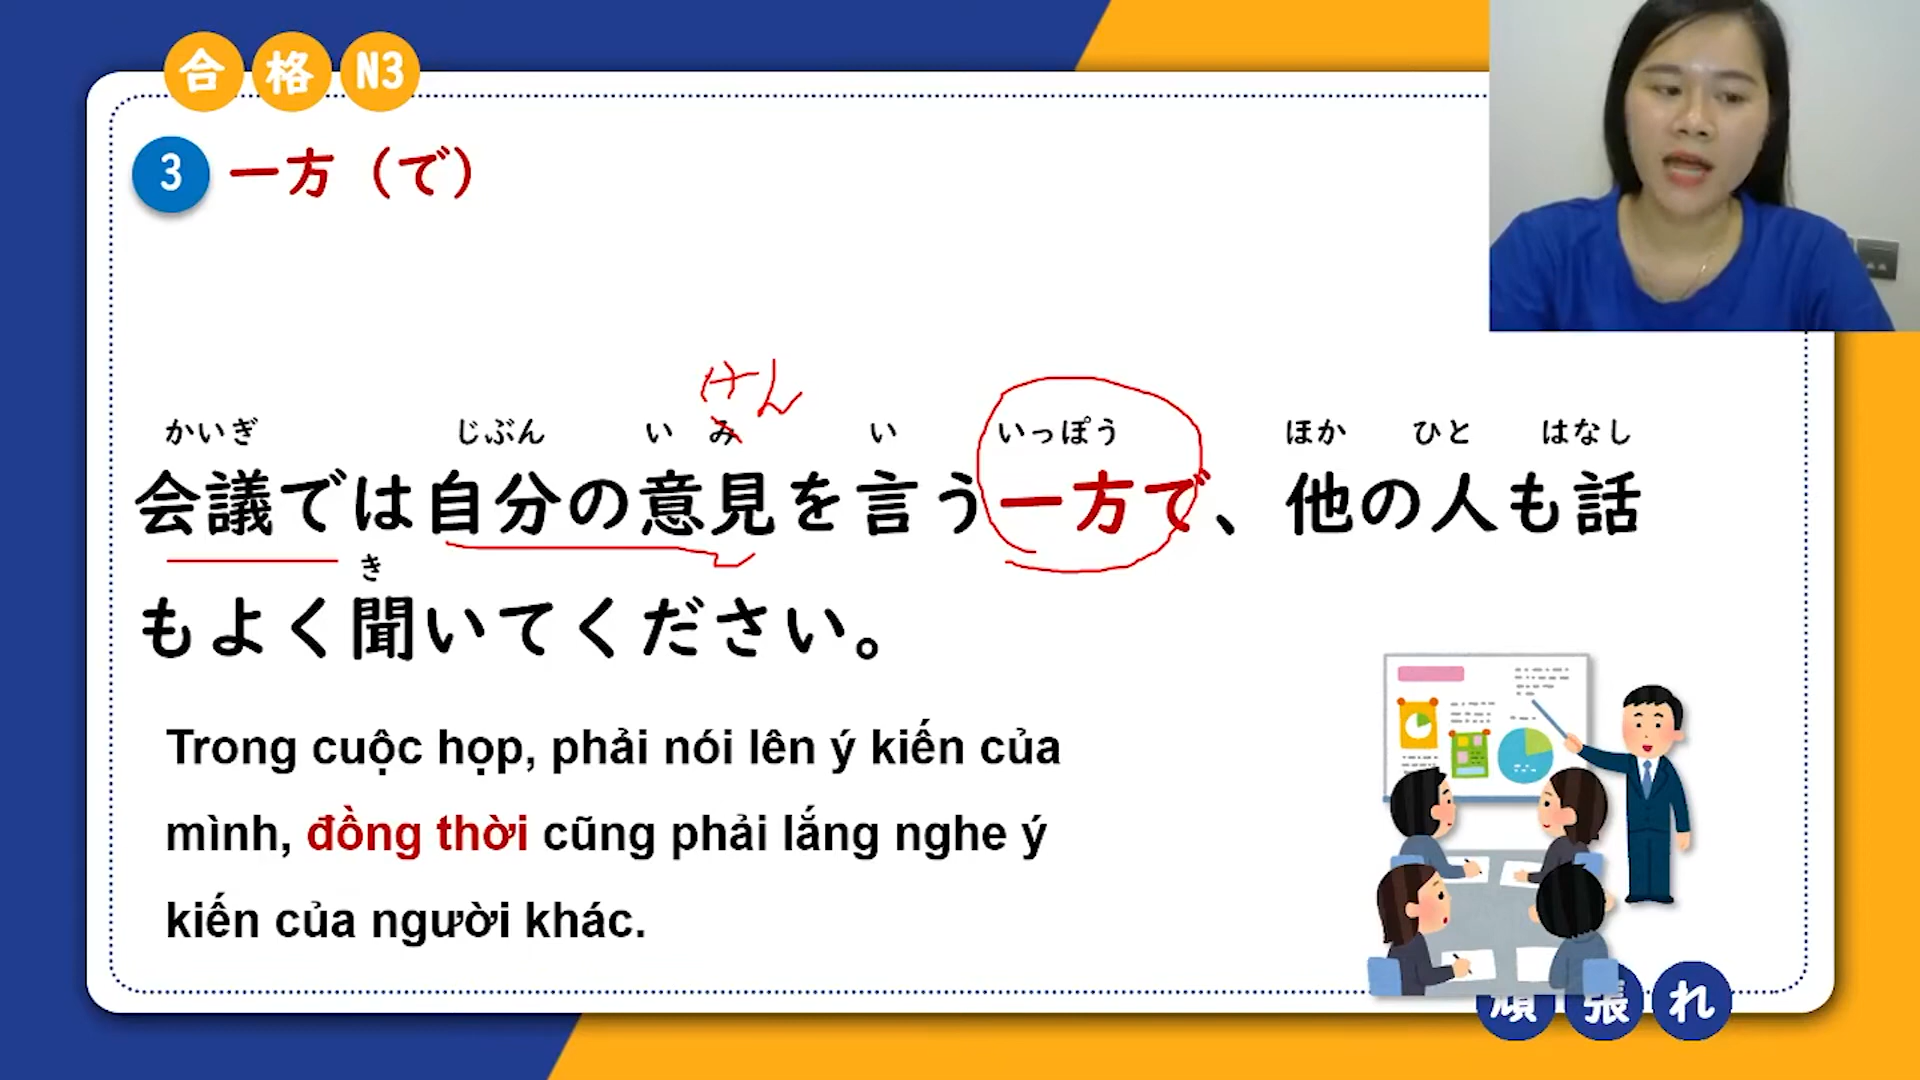 合格N3
3 一方（で）
けん
かいぎ じぶん い み い いっぽう ほか ひと はなし
会議では自分の意見を言う一方で、他の人も話
き
もよく聞いてください。
Trong cuộc họp, phải nói lên ý kiến của
mình, đồng thời cũng phải lắng nghe ý
kiến của người khác.
頑張れ